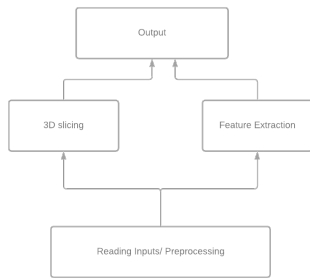 Output
3D slicing
Feature Extraction
Reading Inputs/ Preprocessing